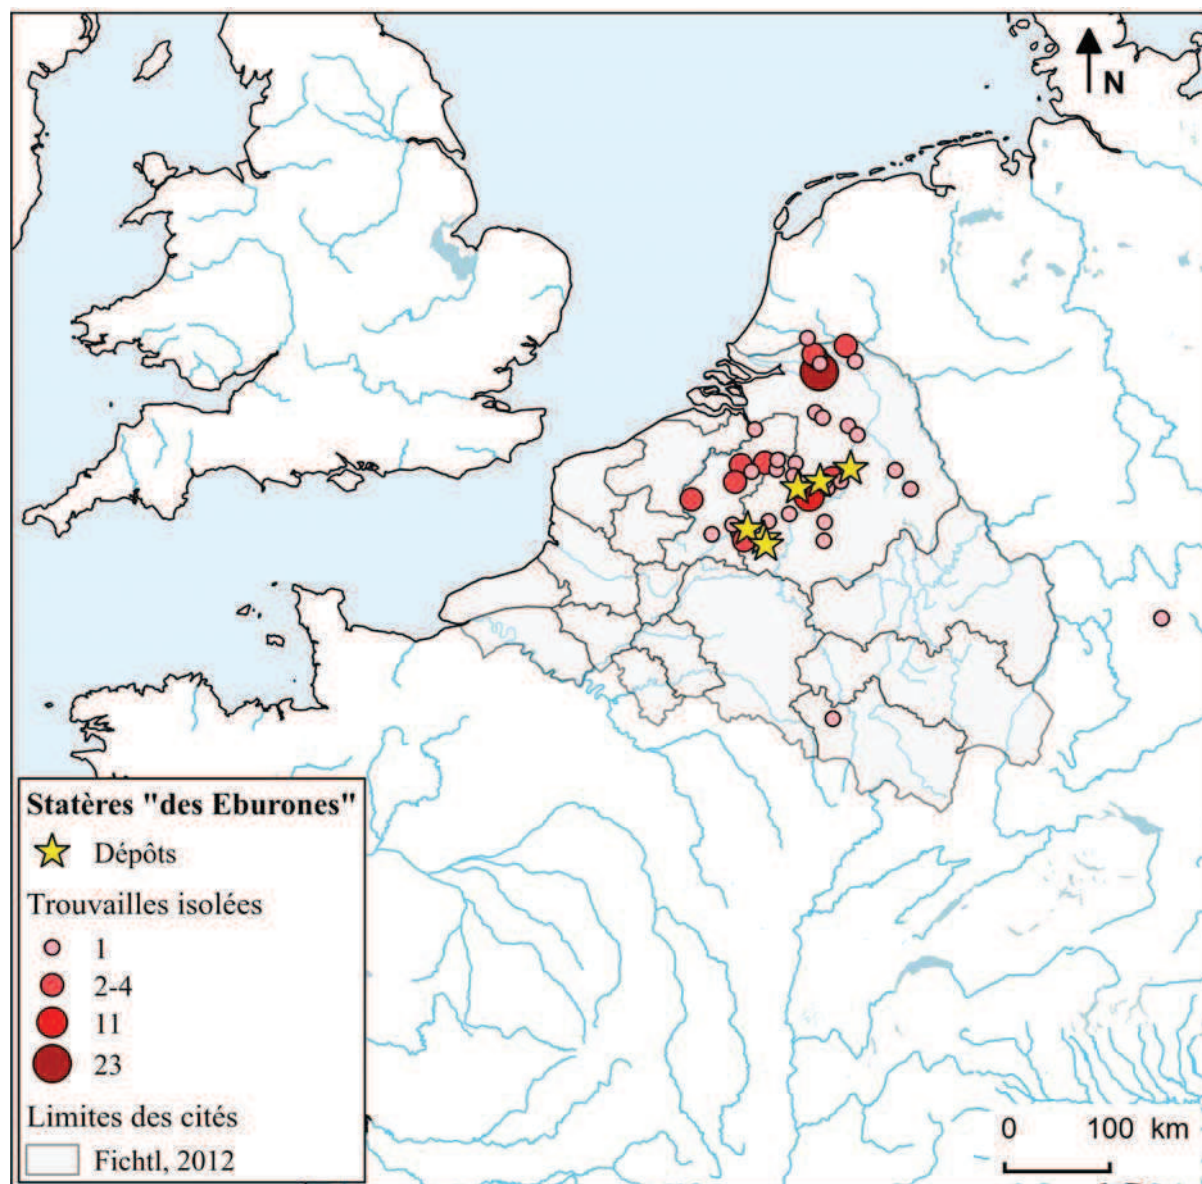 N
Statères "des Eburones"
Dépôts
Trouvailles isolées
1
2-4
11
23
Limites des cités
Fichtl, 2012
0 100 km